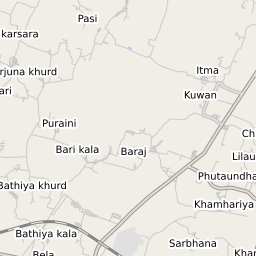 Pasi
karsara
Itma
rjuna khurd
ari
Kuwan
Puraini
Ch
Bari kala
Baraj
Lilau
Phutaundha
Bathiya khurd
Khamhariya
Bathiya kala
Sarbhana
Bela
Kham